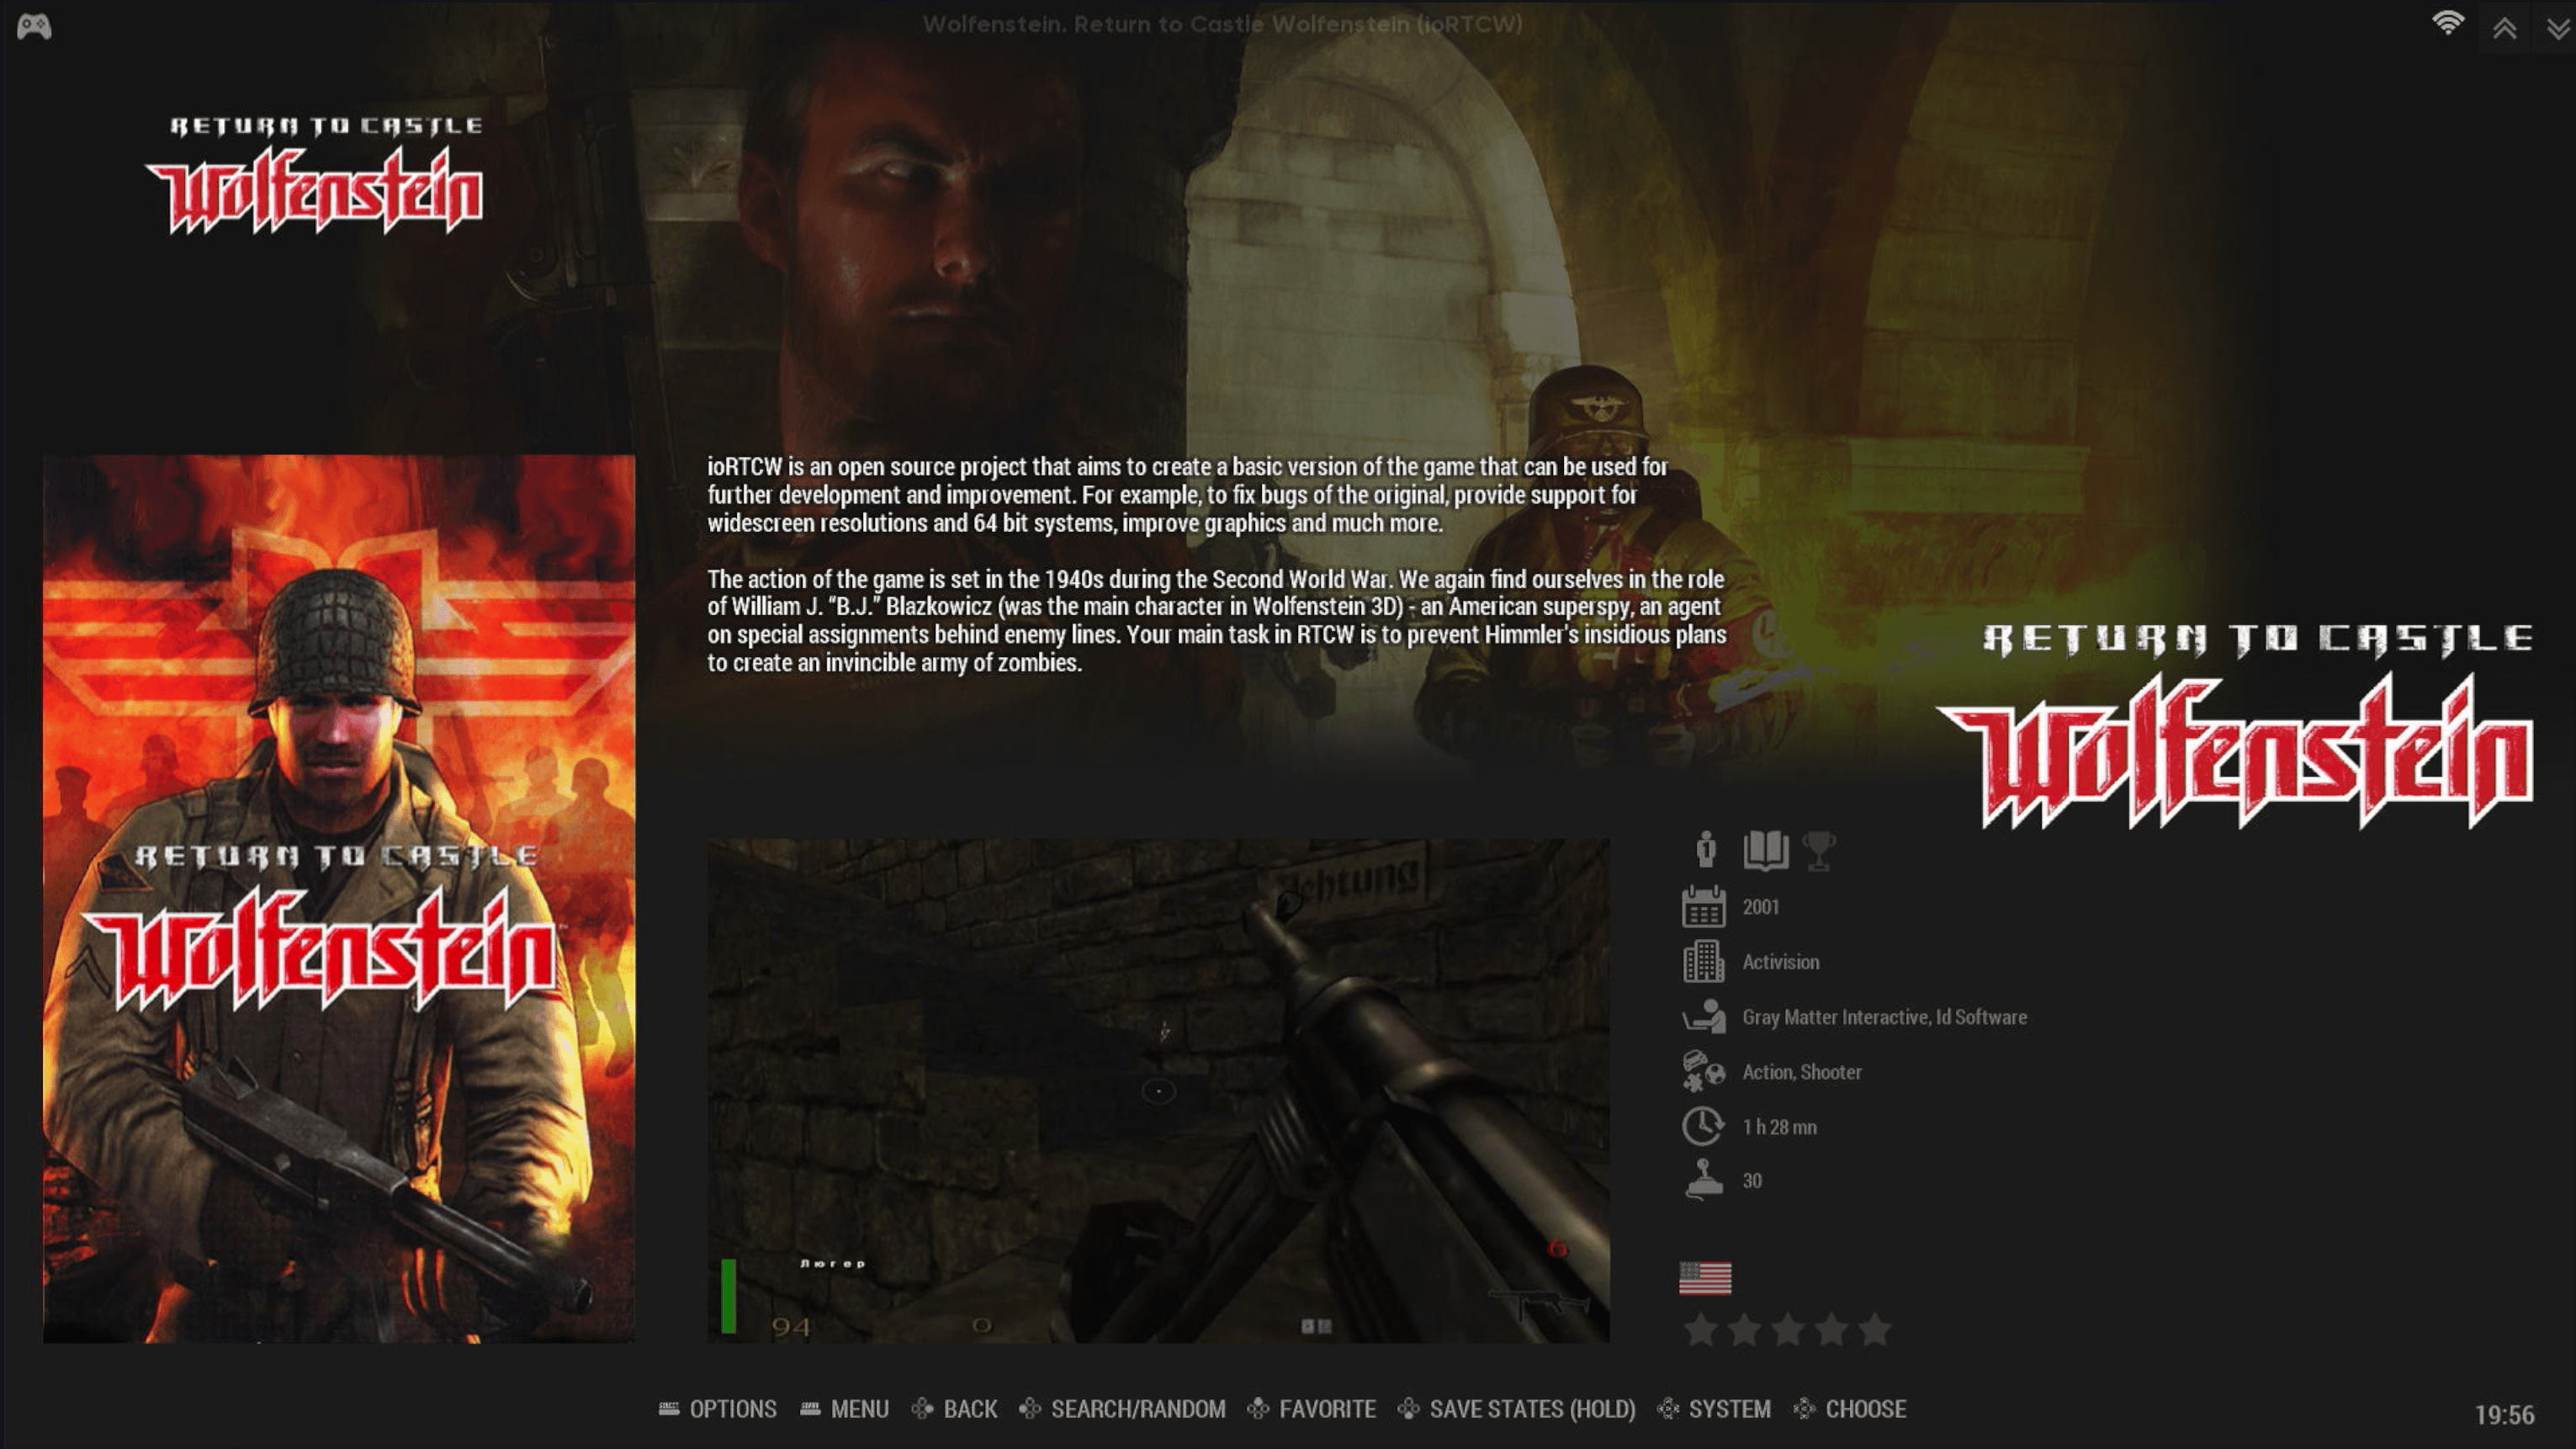 Wolfenstein. Return to Castle Wolfenstein (ioRTCW)
RETURN TO CASTLE
Wolfenstein
ioRTCW is an open source project that aims to create a basic version of the game that can be used for
further development and improvement. For example, to fix bugs of the original, provide support for
widescreen resolutions and 64 bit systems, improve graphics and much more.
The action of the game is set in the 1940s during the Second World War. We again find ourselves in the role
of William J. “B.J.” Blazkowicz (was the main character in Wolfenstein 3D) - an American superspy, an agent
on special assignments behind enemy lines. Your main task in RTCW is to prevent Himmler's insidious plans
to create an invincible army of zombies.
RETURN TO CASTLE
Wolfenstein
RETURN TO CASTLE
Wolfenstein
Achtung
Люгер
6
94
0
1
2001
Activision
Gray Matter Interactive, Id Software
Action, Shooter
1 h 28 mn
30
OPTIONS MENU BACK SEARCH/RANDOM FAVORITE SAVE STATES (HOLD) SYSTEM CHOOSE
19:56